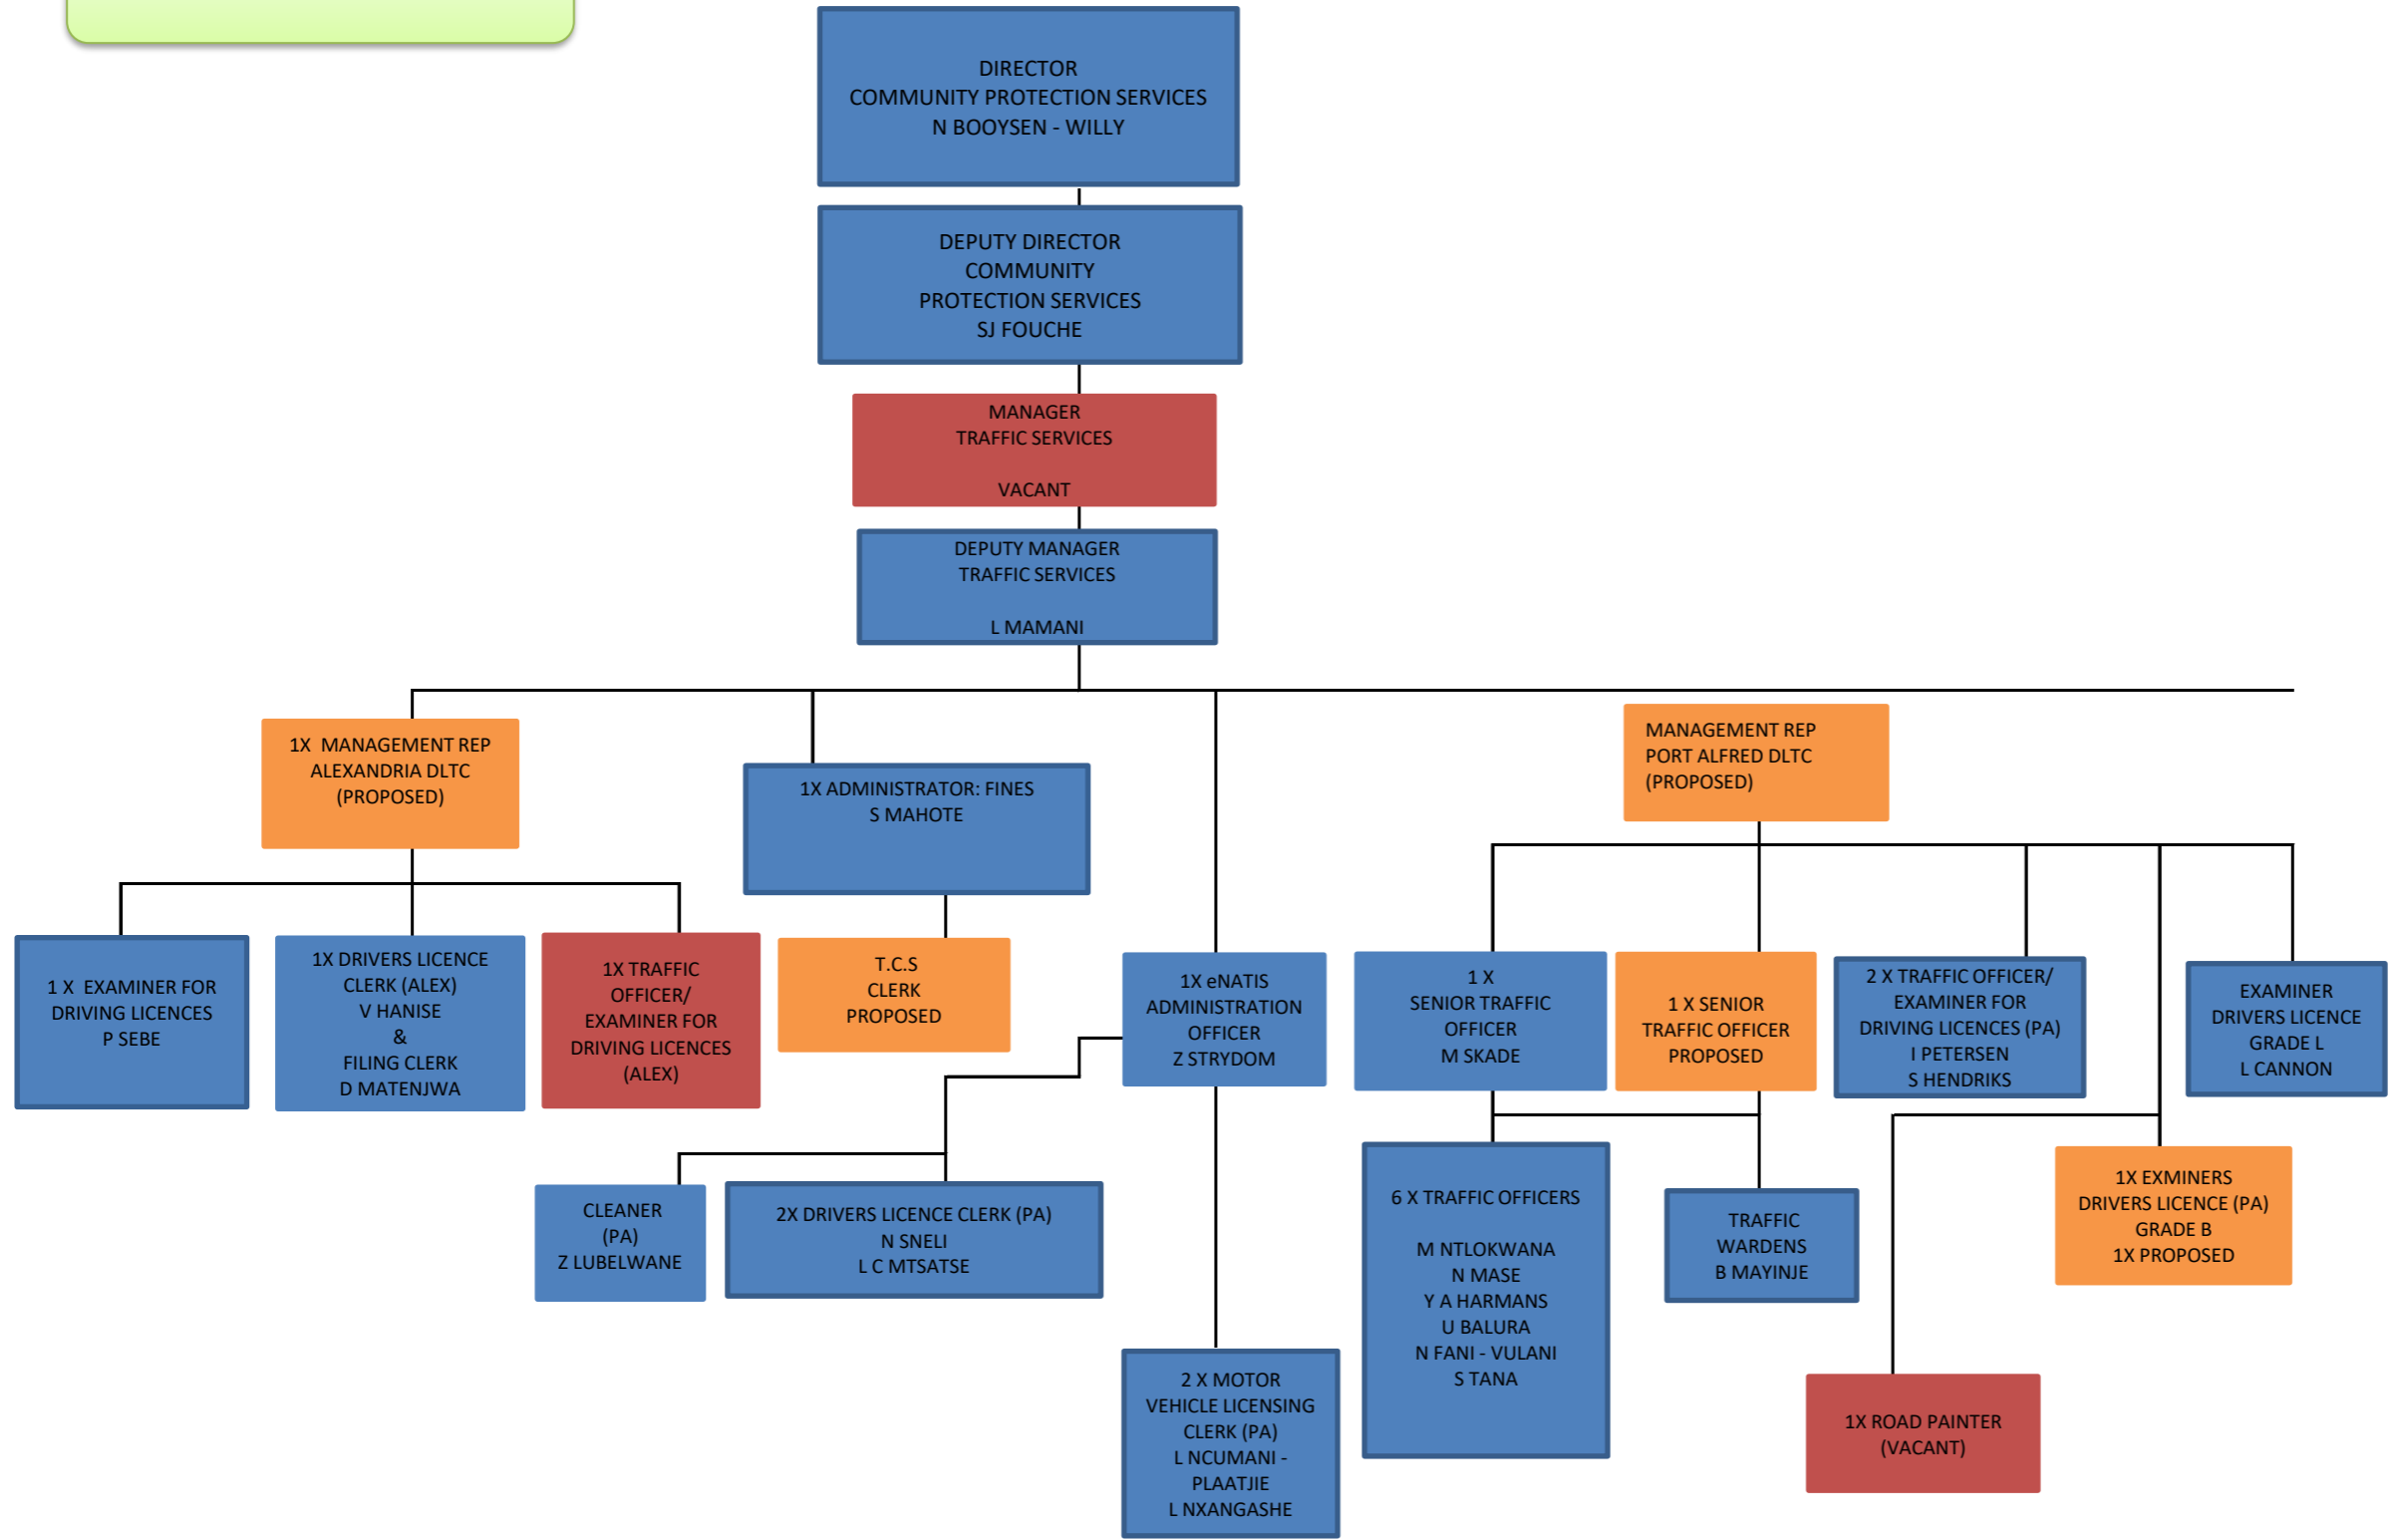 DIRECTOR
COMMUNITY PROTECTION SERVICES
N BOOYSEN - WILLY
DEPUTY DIRECTOR
COMMUNITY
PROTECTION SERVICES
SJ FOUCHE
MANAGER
TRAFFIC SERVICES
VACANT
DEPUTY MANAGER
TRAFFIC SERVICES
L MAMANI
1X MANAGEMENT REP
ALEXANDRIA DLTC
(PROPOSED)
1X ADMINISTRATOR: FINES
S MAHOTE
MANAGEMENT REP
PORT ALFRED DLTC
(PROPOSED)
1 X EXAMINER FOR
DRIVING LICENCES
P SEBE
1X DRIVERS LICENCE
CLERK (ALEX)
V HANISE
&
FILING CLERK
D MATENJWA
1X TRAFFIC
OFFICER/
EXAMINER FOR
DRIVING LICENCES
(ALEX)
T.C.S
CLERK
PROPOSED
1X eNATIS
ADMINISTRATION
OFFICER
Z STRYDOM
1 X
SENIOR TRAFFIC
OFFICER
M SKADE
1 X SENIOR
TRAFFIC OFFICER
PROPOSED
2 X TRAFFIC OFFICER/
EXAMINER FOR
DRIVING LICENCES (PA)
I PETERSEN
S HENDRIKS
EXAMINER
DRIVERS LICENCE
GRADE L
L CANNON
CLEANER
(PA)
Z LUBELWANE
2X DRIVERS LICENCE CLERK (PA)
N SNELI
L C MTSATSE
6 X TRAFFIC OFFICERS
M NTLOKWANA
N MASE
Y A HARMANS
U BALURA
N FANI - VULANI
S TANA
TRAFFIC
WARDENS
B MAYINJE
1X EXMINERS
DRIVERS LICENCE (PA)
GRADE B
1X PROPOSED
2 X MOTOR
VEHICLE LICENSING
CLERK (PA)
L NCUMANI -
PLAATJIE
L NXANGASHE
1X ROAD PAINTER
(VACANT)